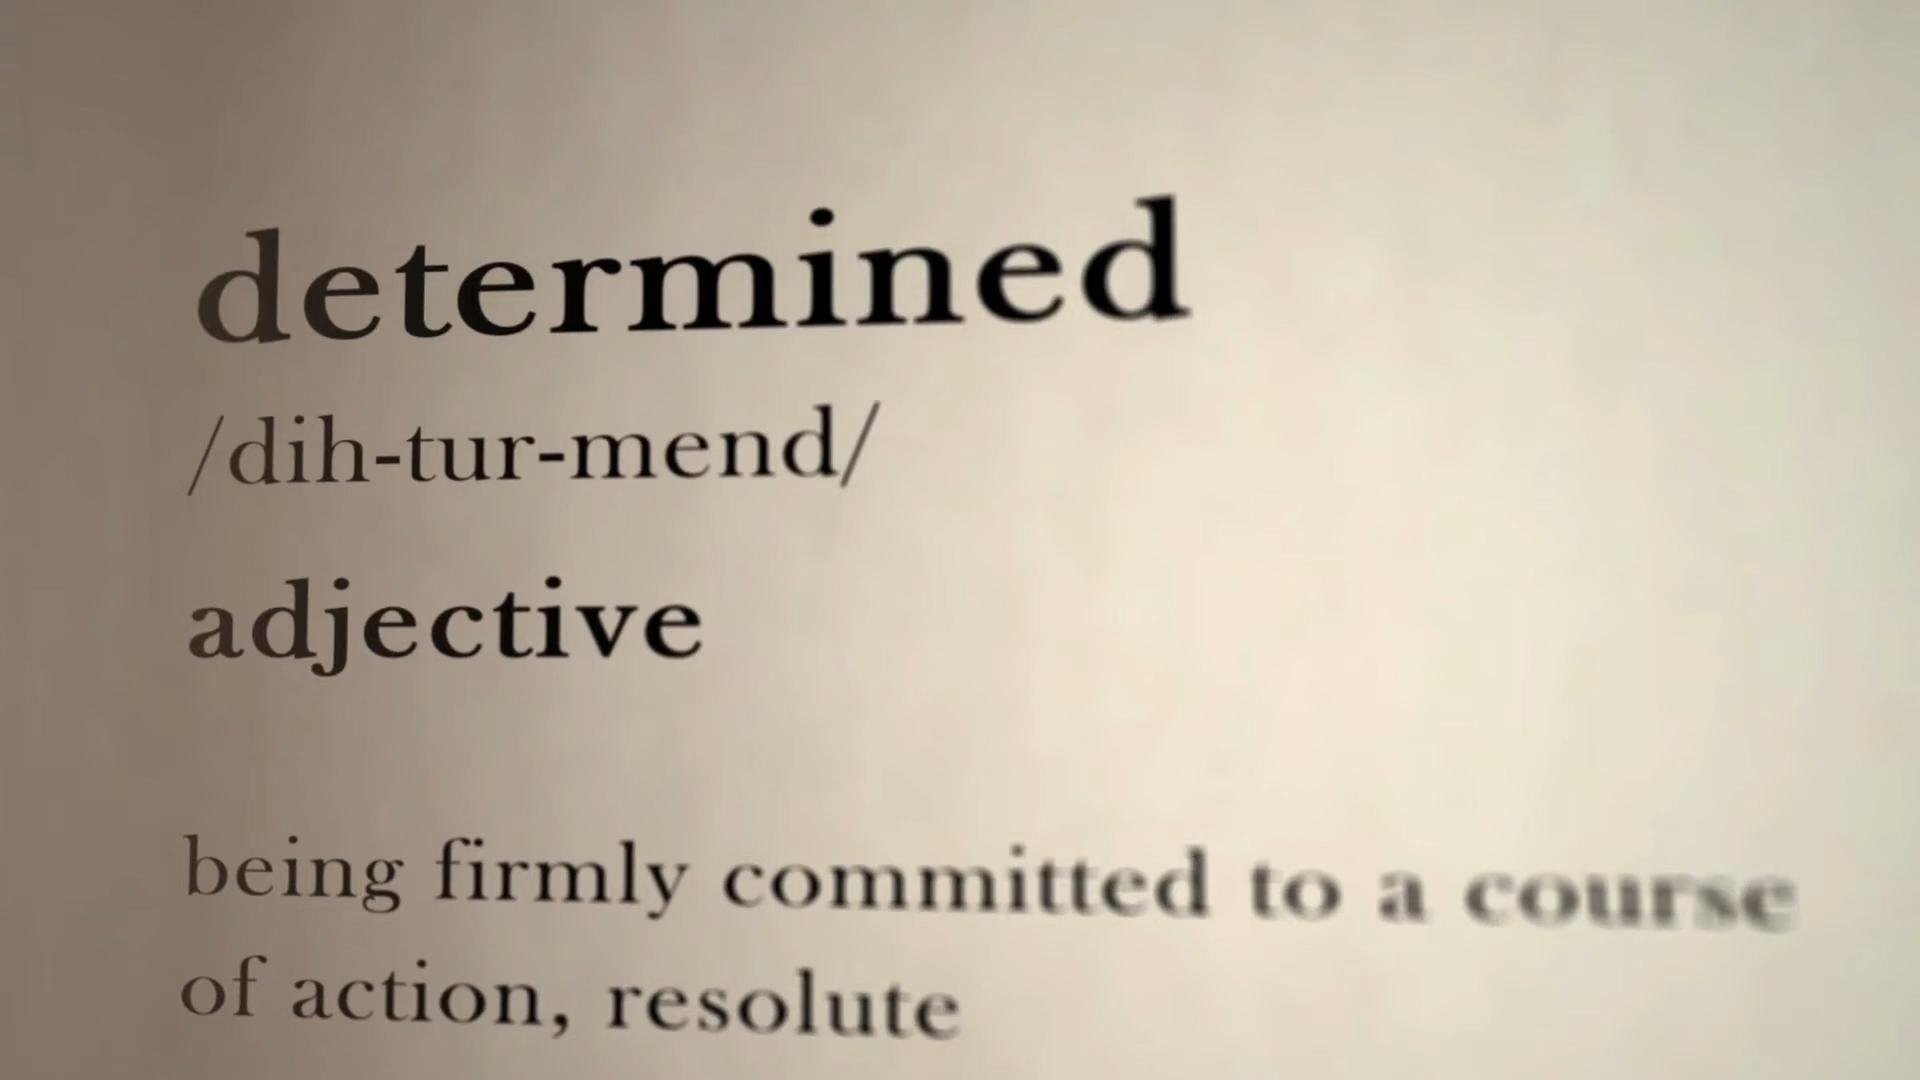 determined
/dih-tur-mend/
adjective
being firmly committed to a course
of action, resolute